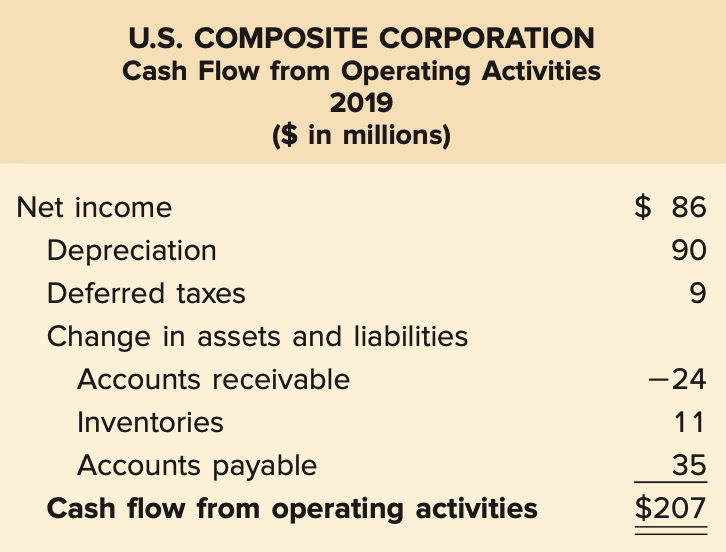 U.S. COMPOSITE CORPORATION
Cash Flow from Operating Activities
2019
($ in millions)
Net income $ 86
Depreciation 90
Deferred taxes 9
Change in assets and liabilities
Accounts receivable −24
Inventories 11
Accounts payable 35
Cash flow from operating activities $207